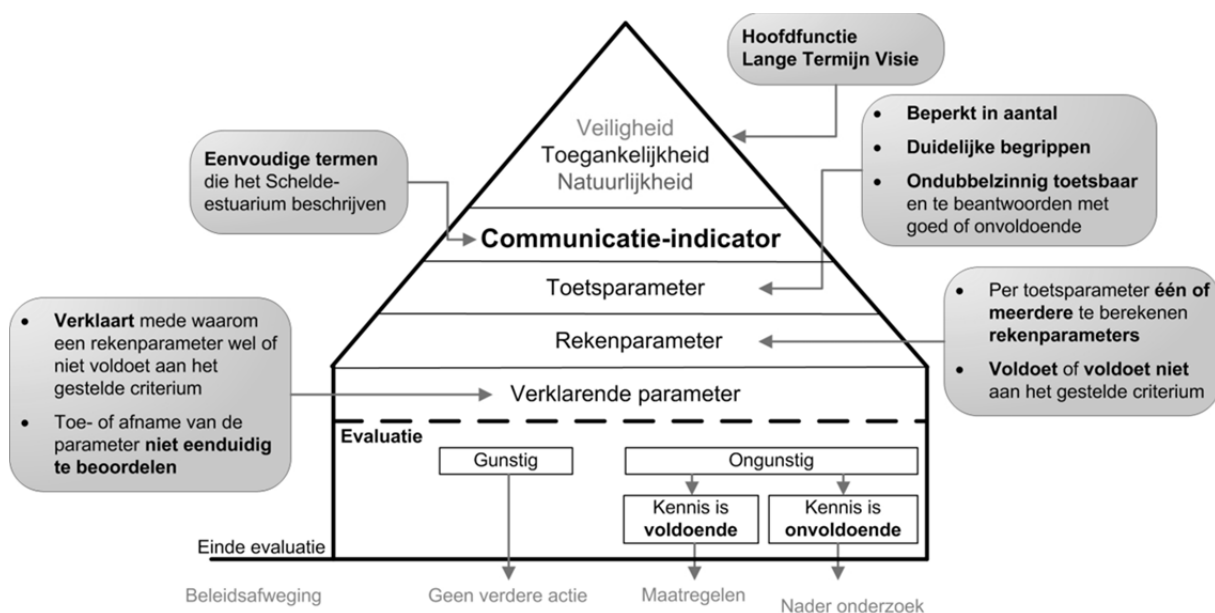 Hoofdfunctie
Lange Termijn Visie
Veiligheid
Toegankelijkheid
Natuurlijkheid
• Beperkt in aantal
• Duidelijke begrippen
• Ondubbelzinnig toetsbaar
en te beantwoorden met
goed of onvoldoende
Eenvoudige termen
die het Schelde-
estuarium beschrijven
Communicatie-indicator
Toetsparameter
Rekenparameter
• Per toetsparameter één of
meerdere te berekenen
rekenparameters
• Voldoet of voldoet niet
aan het gestelde criterium
• Verklaart mede waarom
een rekenparameter wel of
niet voldoet aan het
gestelde criterium
• Toe- of afname van de
parameter niet eenduidig
te beoordelen
Verklarende parameter
Evaluatie
Gunstig
Ongunstig
Kennis is
voldoende
Kennis is
onvoldoende
Einde evaluatie
Beleidsafweging
Geen verdere actie
Maatregelen
Nader onderzoek